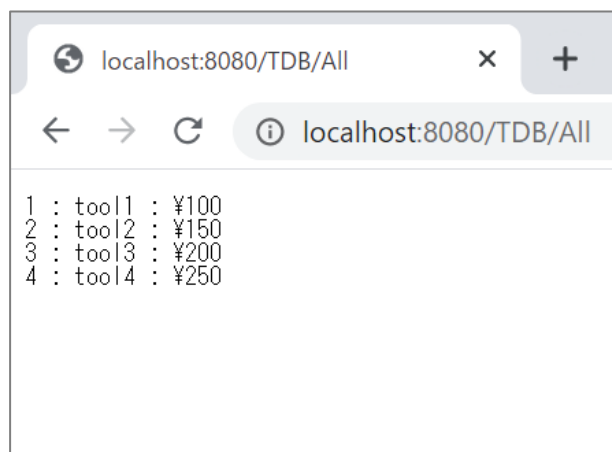 localhost:8080/TDB/All
localhost:8080/TDB/All
1 : tool1 : ¥100
2 : tool2 : ¥150
3 : tool3 : ¥200
4 : tool4 : ¥250